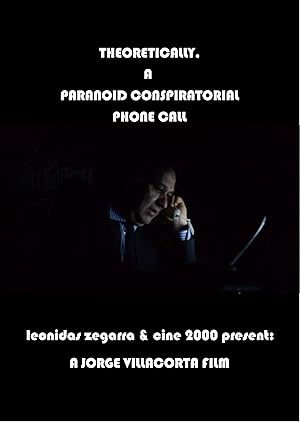 THEORETICALLY,
A
PARANOID CONSPIRATORIAL
PHONE CALL
leonidas zegarra & cine 2000 present:
A JORGE VILLACORTA FILM